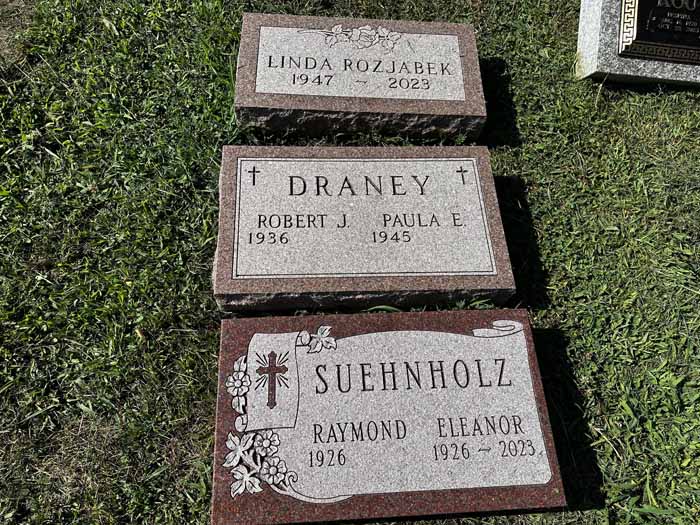 LINDA ROZJABEK
1947 ~ 2023
DRANEY
ROBERT J. PAULA E.
1936 1945
SUEHNHOLZ
RAYMOND ELEANOR
1926 1926 ~ 2023